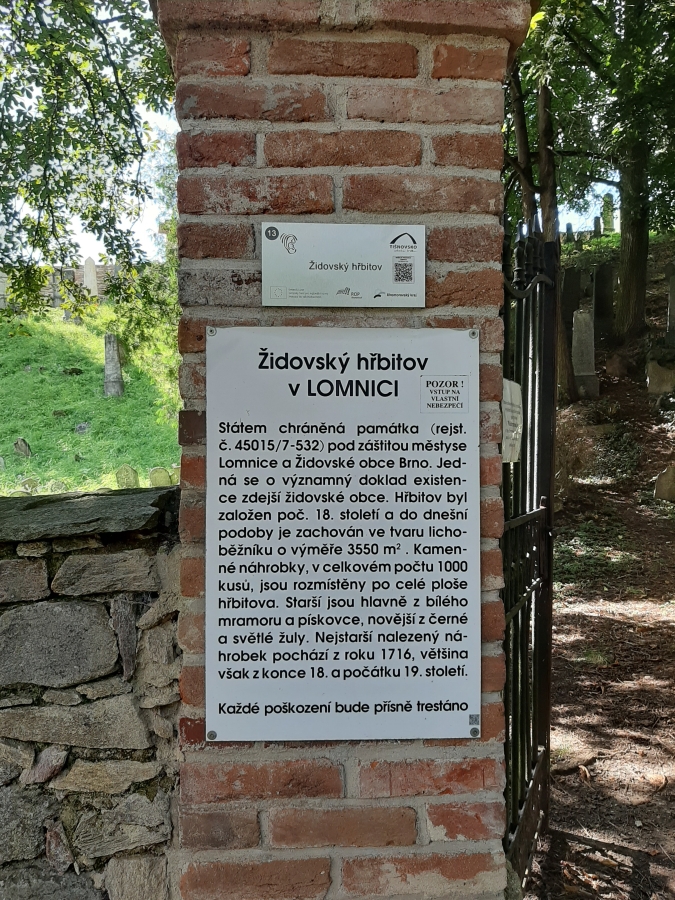 13
Židovský hřbitov
TIŠNOVSKO
Židovský hřbitov
v LOMNICI
POZOR !
VSTUP NA
VLASTNÍ
NEBEZPEČÍ
Státem chráněná památka (rejst.
č. 45015/7-532) pod záštitou městyse
Lomnice a Židovské obce Brno. Jed-
ná se o významný doklad existen-
ce zdejší židovské obce. Hřbitov byl
založen poč. 18. století a do dnešní
podoby je zachován ve tvaru licho-
běžníku o výměře 3550 m² . Kamen-
né náhrobky, v celkovém počtu 1000
kusů, jsou rozmístěny po celé ploše
hřbitova. Starší jsou hlavně z bílého
mramoru a pískovce, novější z černé
a světlé žuly. Nejstarší nalezený ná-
hrobek pochází z roku 1716, většina
však z konce 18. a počátku 19. století.
Každé poškození bude přísně trestáno